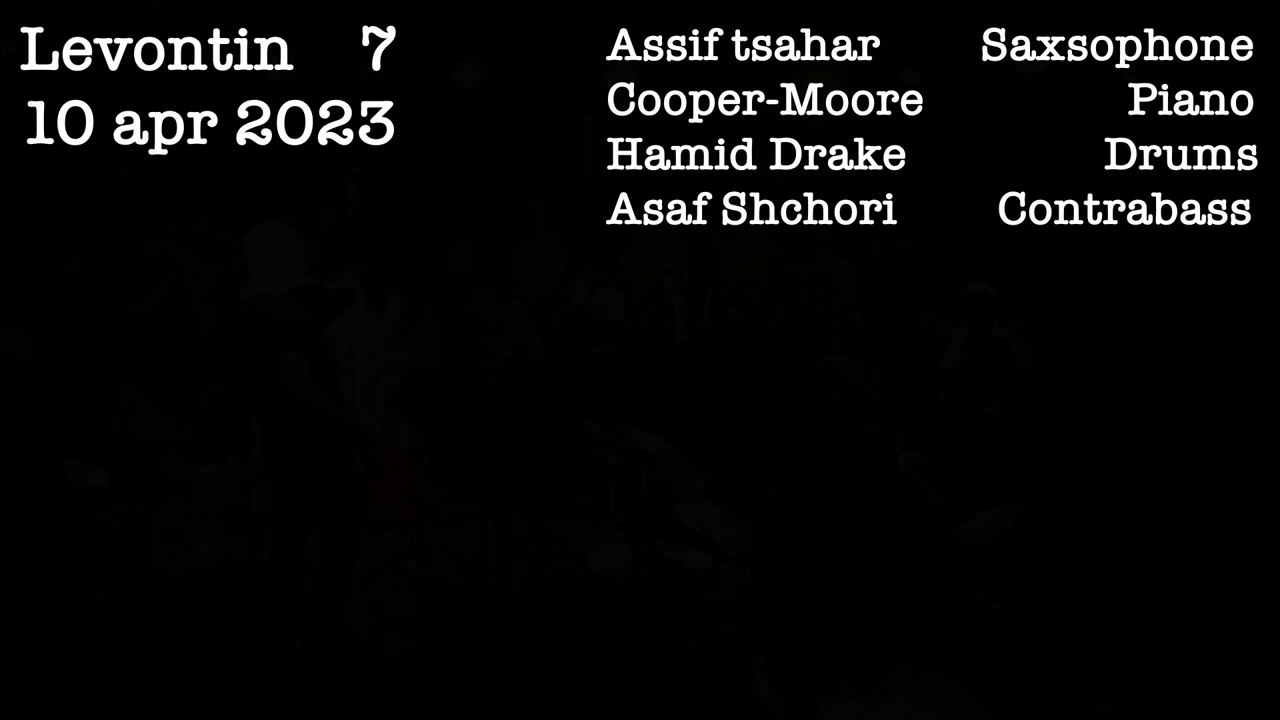 Levontin 7
10 apr 2023
Assif tsahar Saxsophone
Cooper-Moore Piano
Hamid Drake Drums
Asaf Shchori Contrabass